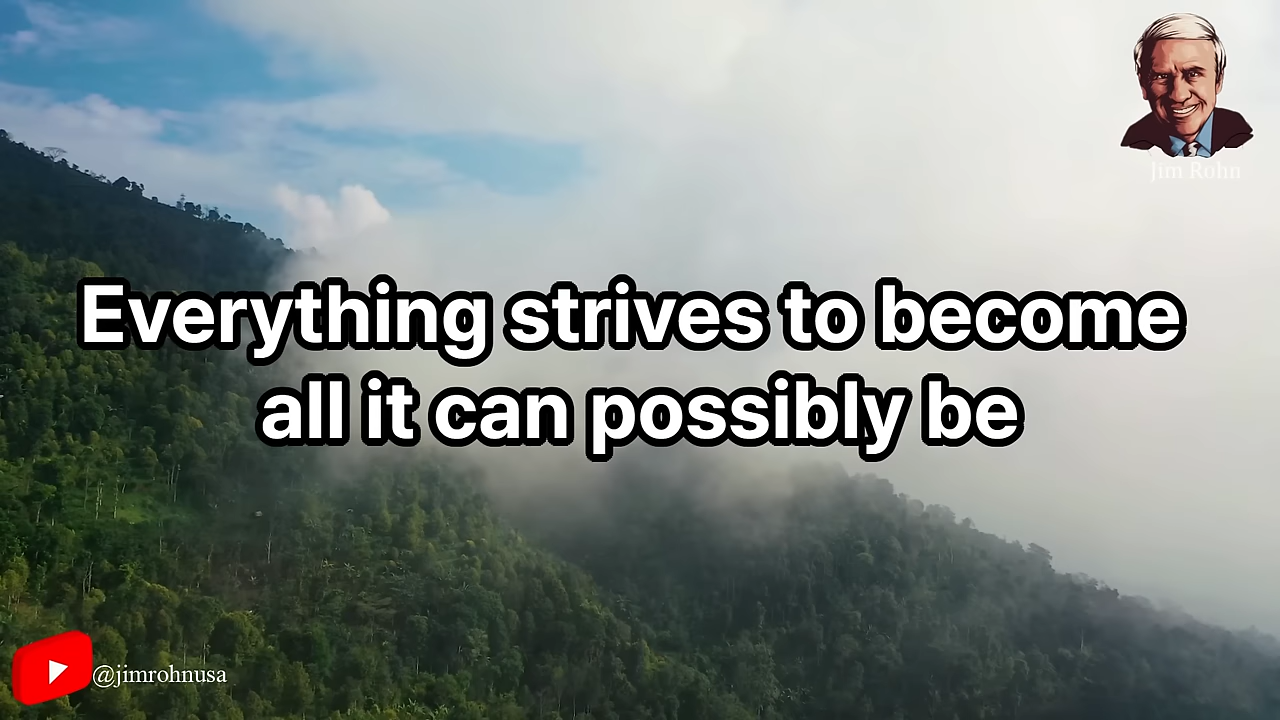 Jim Rohn
Everything strives to become
all it can possibly be
@jimrohnusa